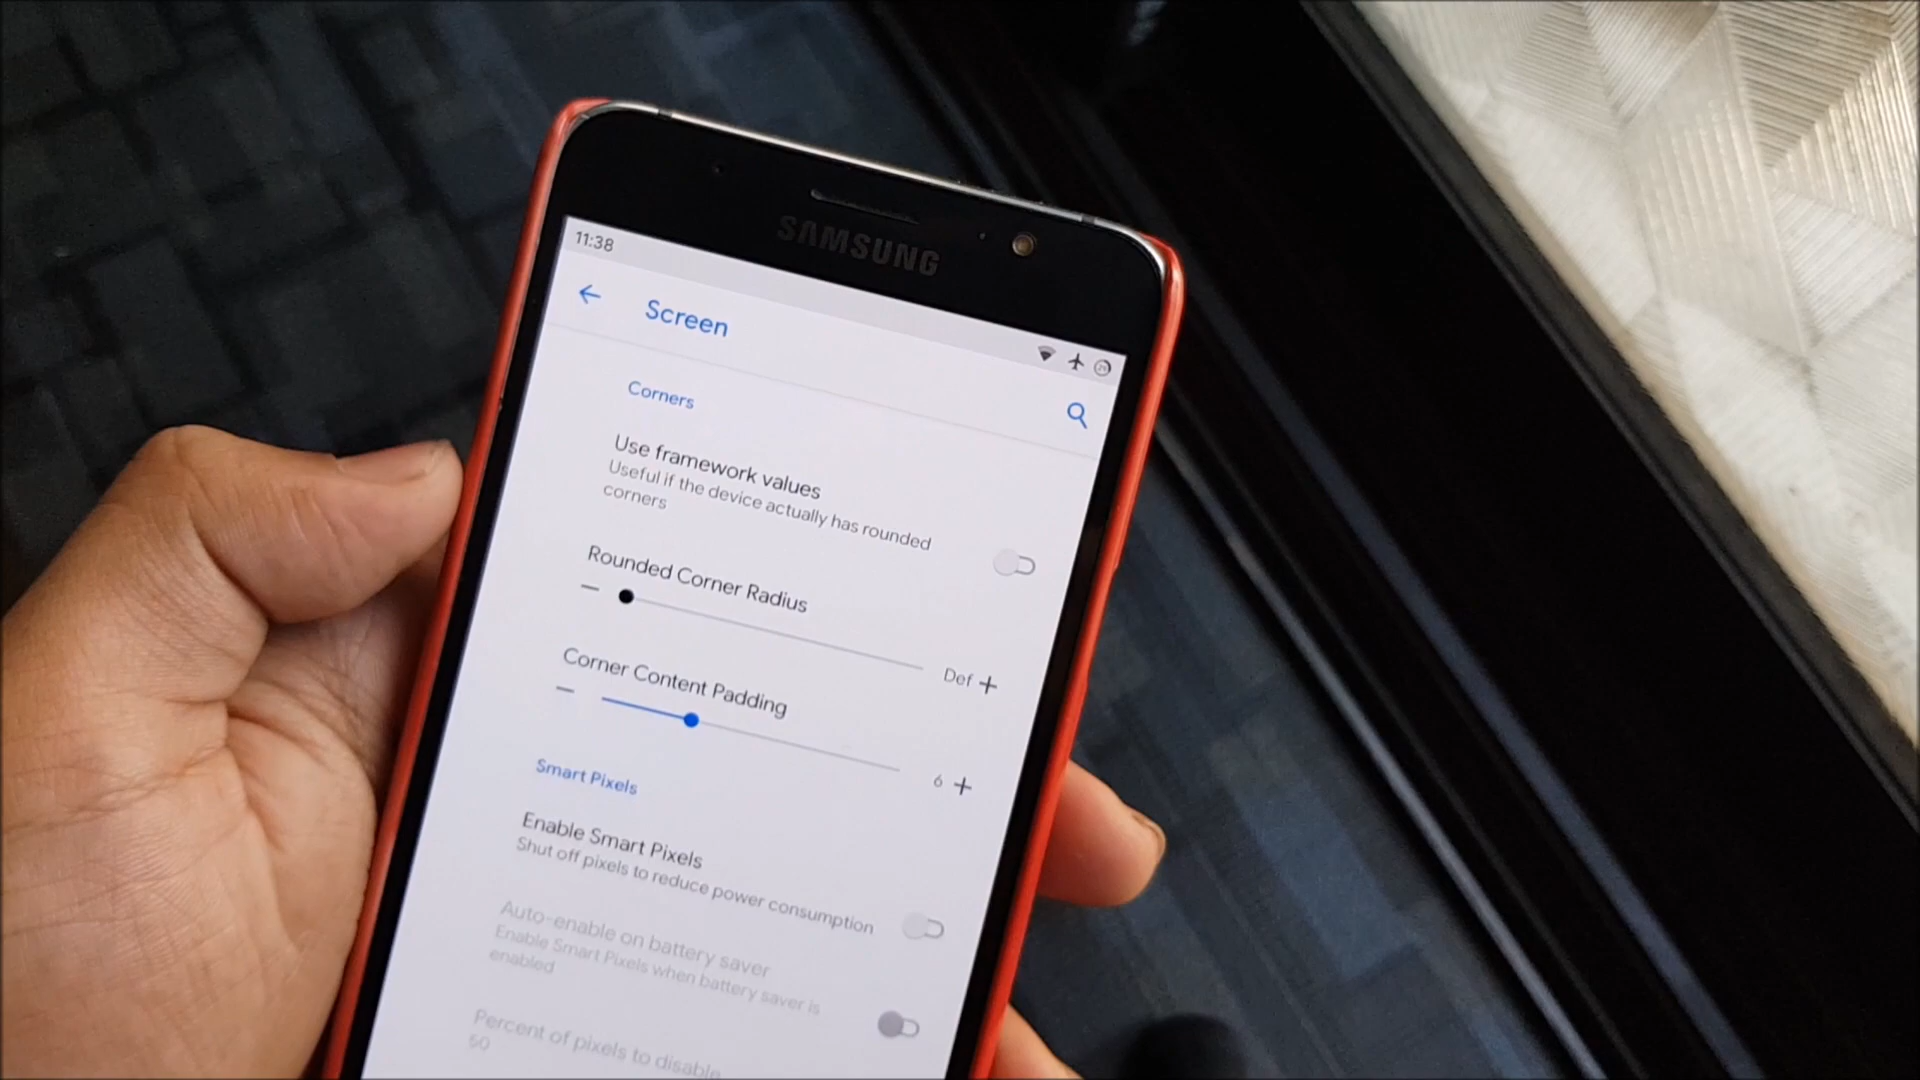 SAMSUNG
11:38
Screen
Corners
Use framework values
Useful if the device actually has rounded
corners
Rounded Corner Radius
Def
Corner Content Padding
6
Smart Pixels
Enable Smart Pixels
Shut off pixels to reduce power consumption
Auto-enable on battery saver
Enable Smart Pixels when battery saver is
enabled
Percent of pixels to disable
50